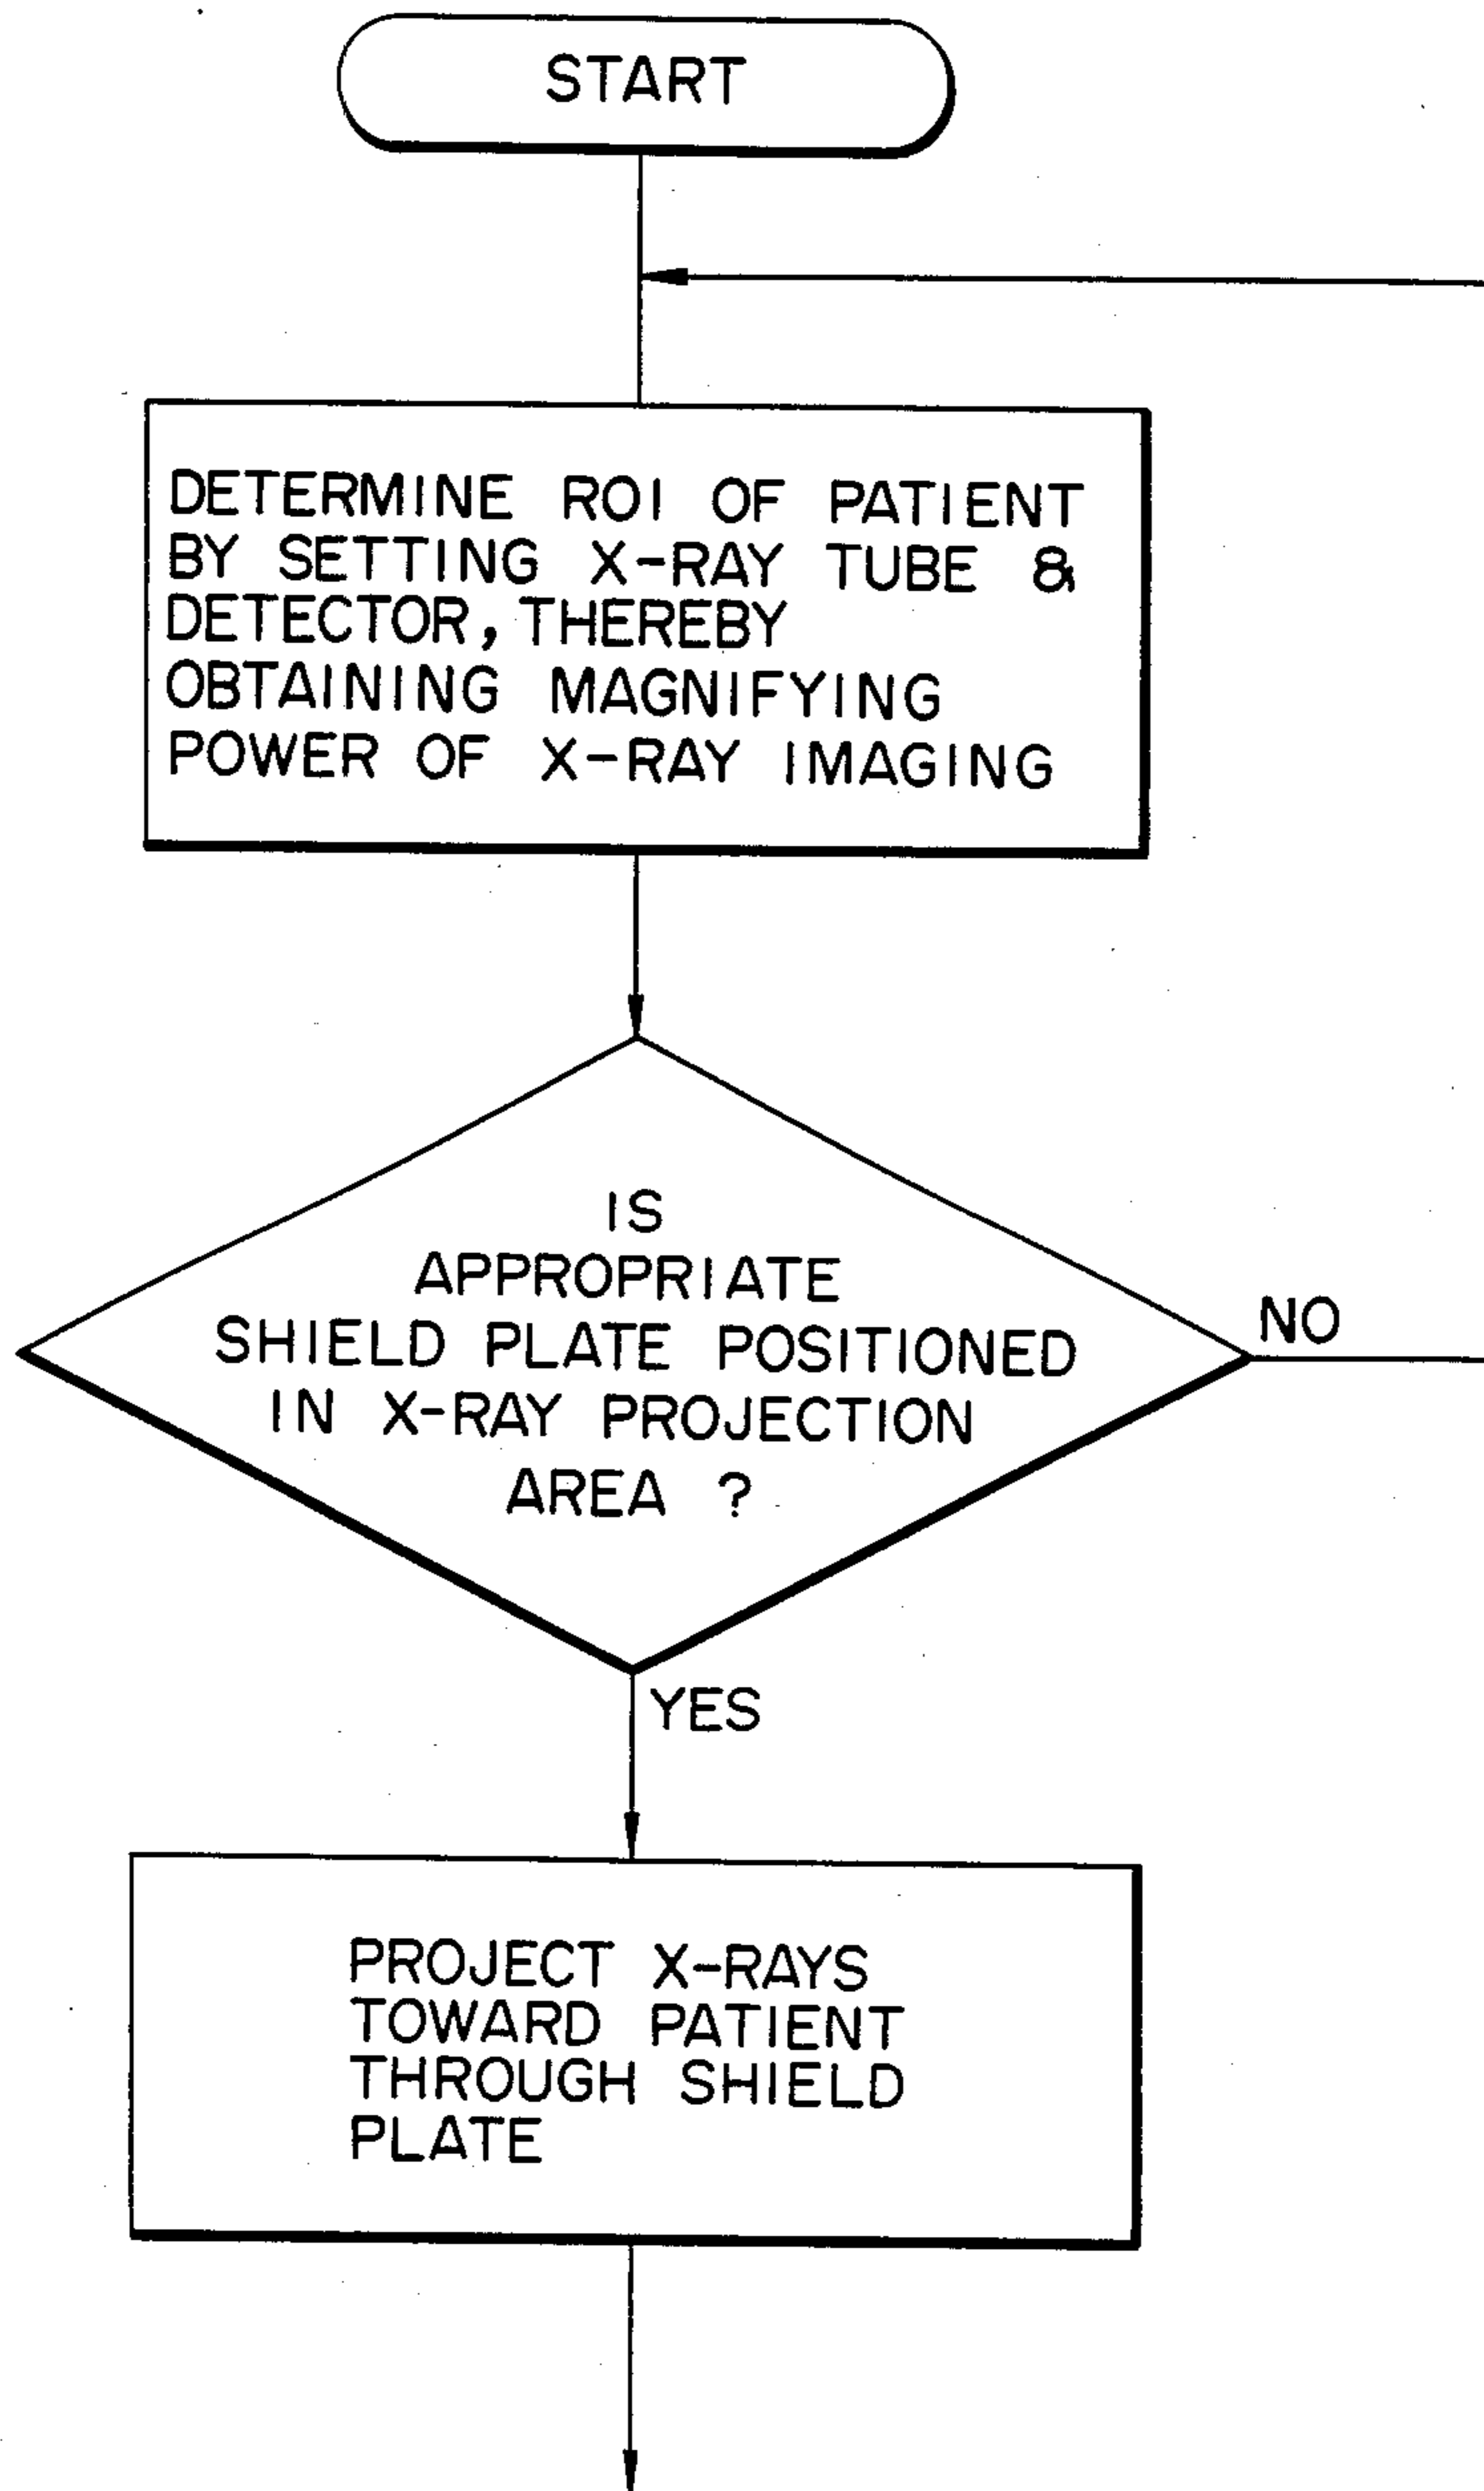 START
DETERMINE ROI OF PATIENT
BY SETTING X-RAY TUBE &
DETECTOR, THEREBY
OBTAINING MAGNIFYING
POWER OF X-RAY IMAGING
IS
APPROPRIATE
SHIELD PLATE POSITIONED
IN X-RAY PROJECTION
AREA ?
NO
YES
PROJECT X-RAYS
TOWARD PATIENT
THROUGH SHIELD
PLATE